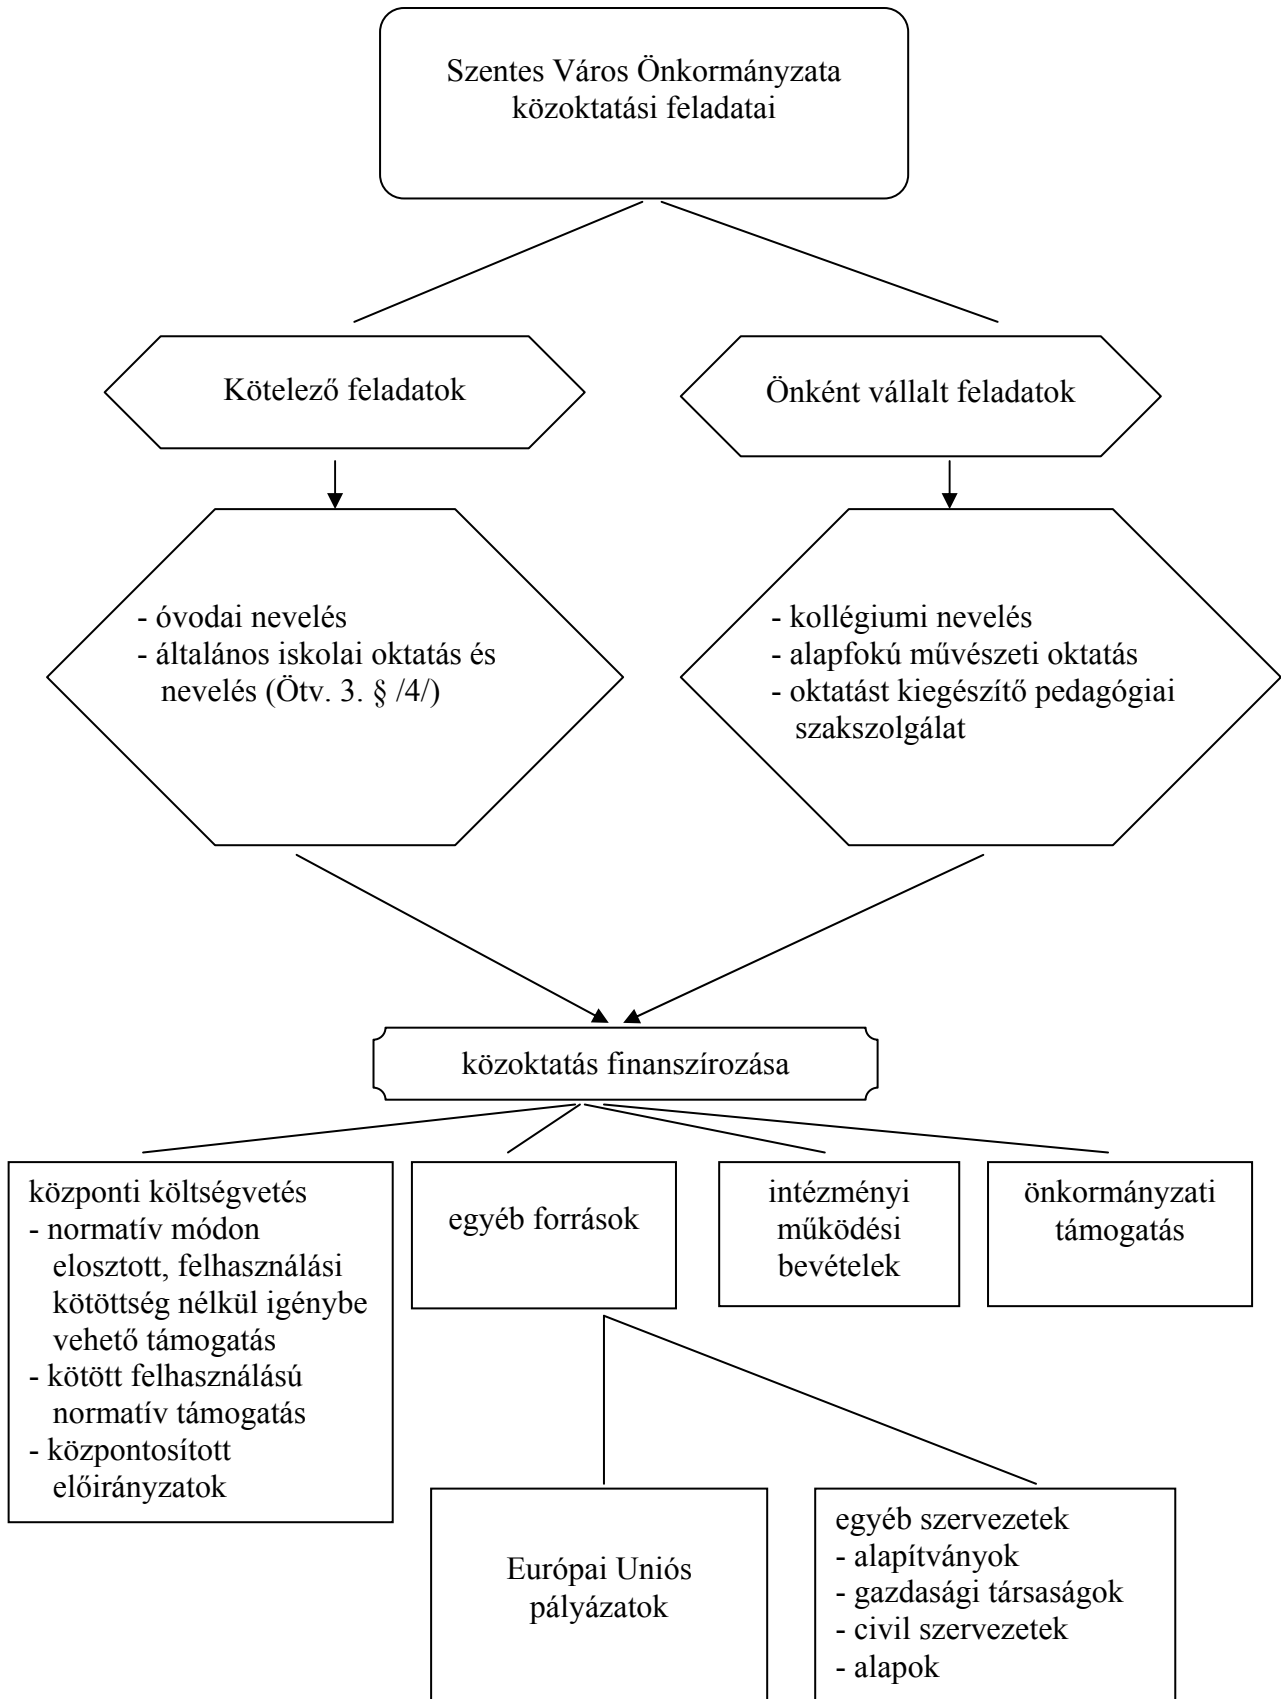 Szentes Város Önkormányzata
közoktatási feladatai
Kötelező feladatok
Önként vállalt feladatok
- óvodai nevelés
- általános iskolai oktatás és
nevelés (Ötv. 3. § /4/)
- kollégiumi nevelés
- alapfokú művészeti oktatás
- oktatást kiegészítő pedagógiai
szakszolgálat
közoktatás finanszírozása
központi költségvetés
- normatív módon
elosztott, felhasználási
kötöttség nélkül igénybe
vehető támogatás
- kötött felhasználású
normatív támogatás
- központosított
előirányzatok
egyéb források
intézményi
működési
bevételek
önkormányzati
támogatás
Európai Uniós
pályázatok
egyéb szervezetek
- alapítványok
- gazdasági társaságok
- civil szervezetek
- alapok